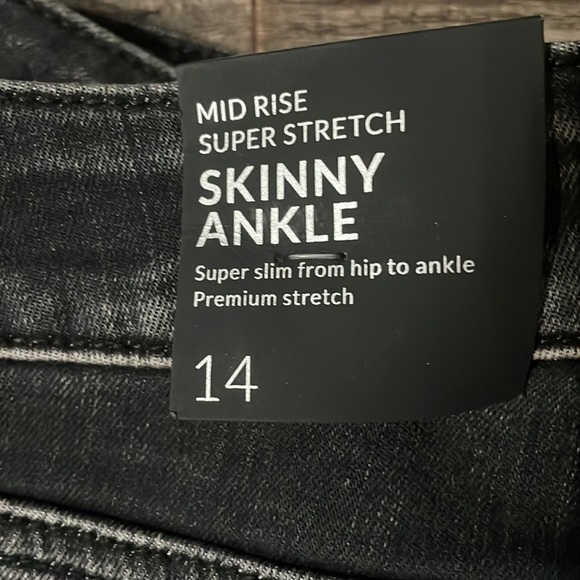 MID RISE
SUPER STRETCH
SKINNY
ANKLE
Super slim from hip to ankle
Premium stretch
14